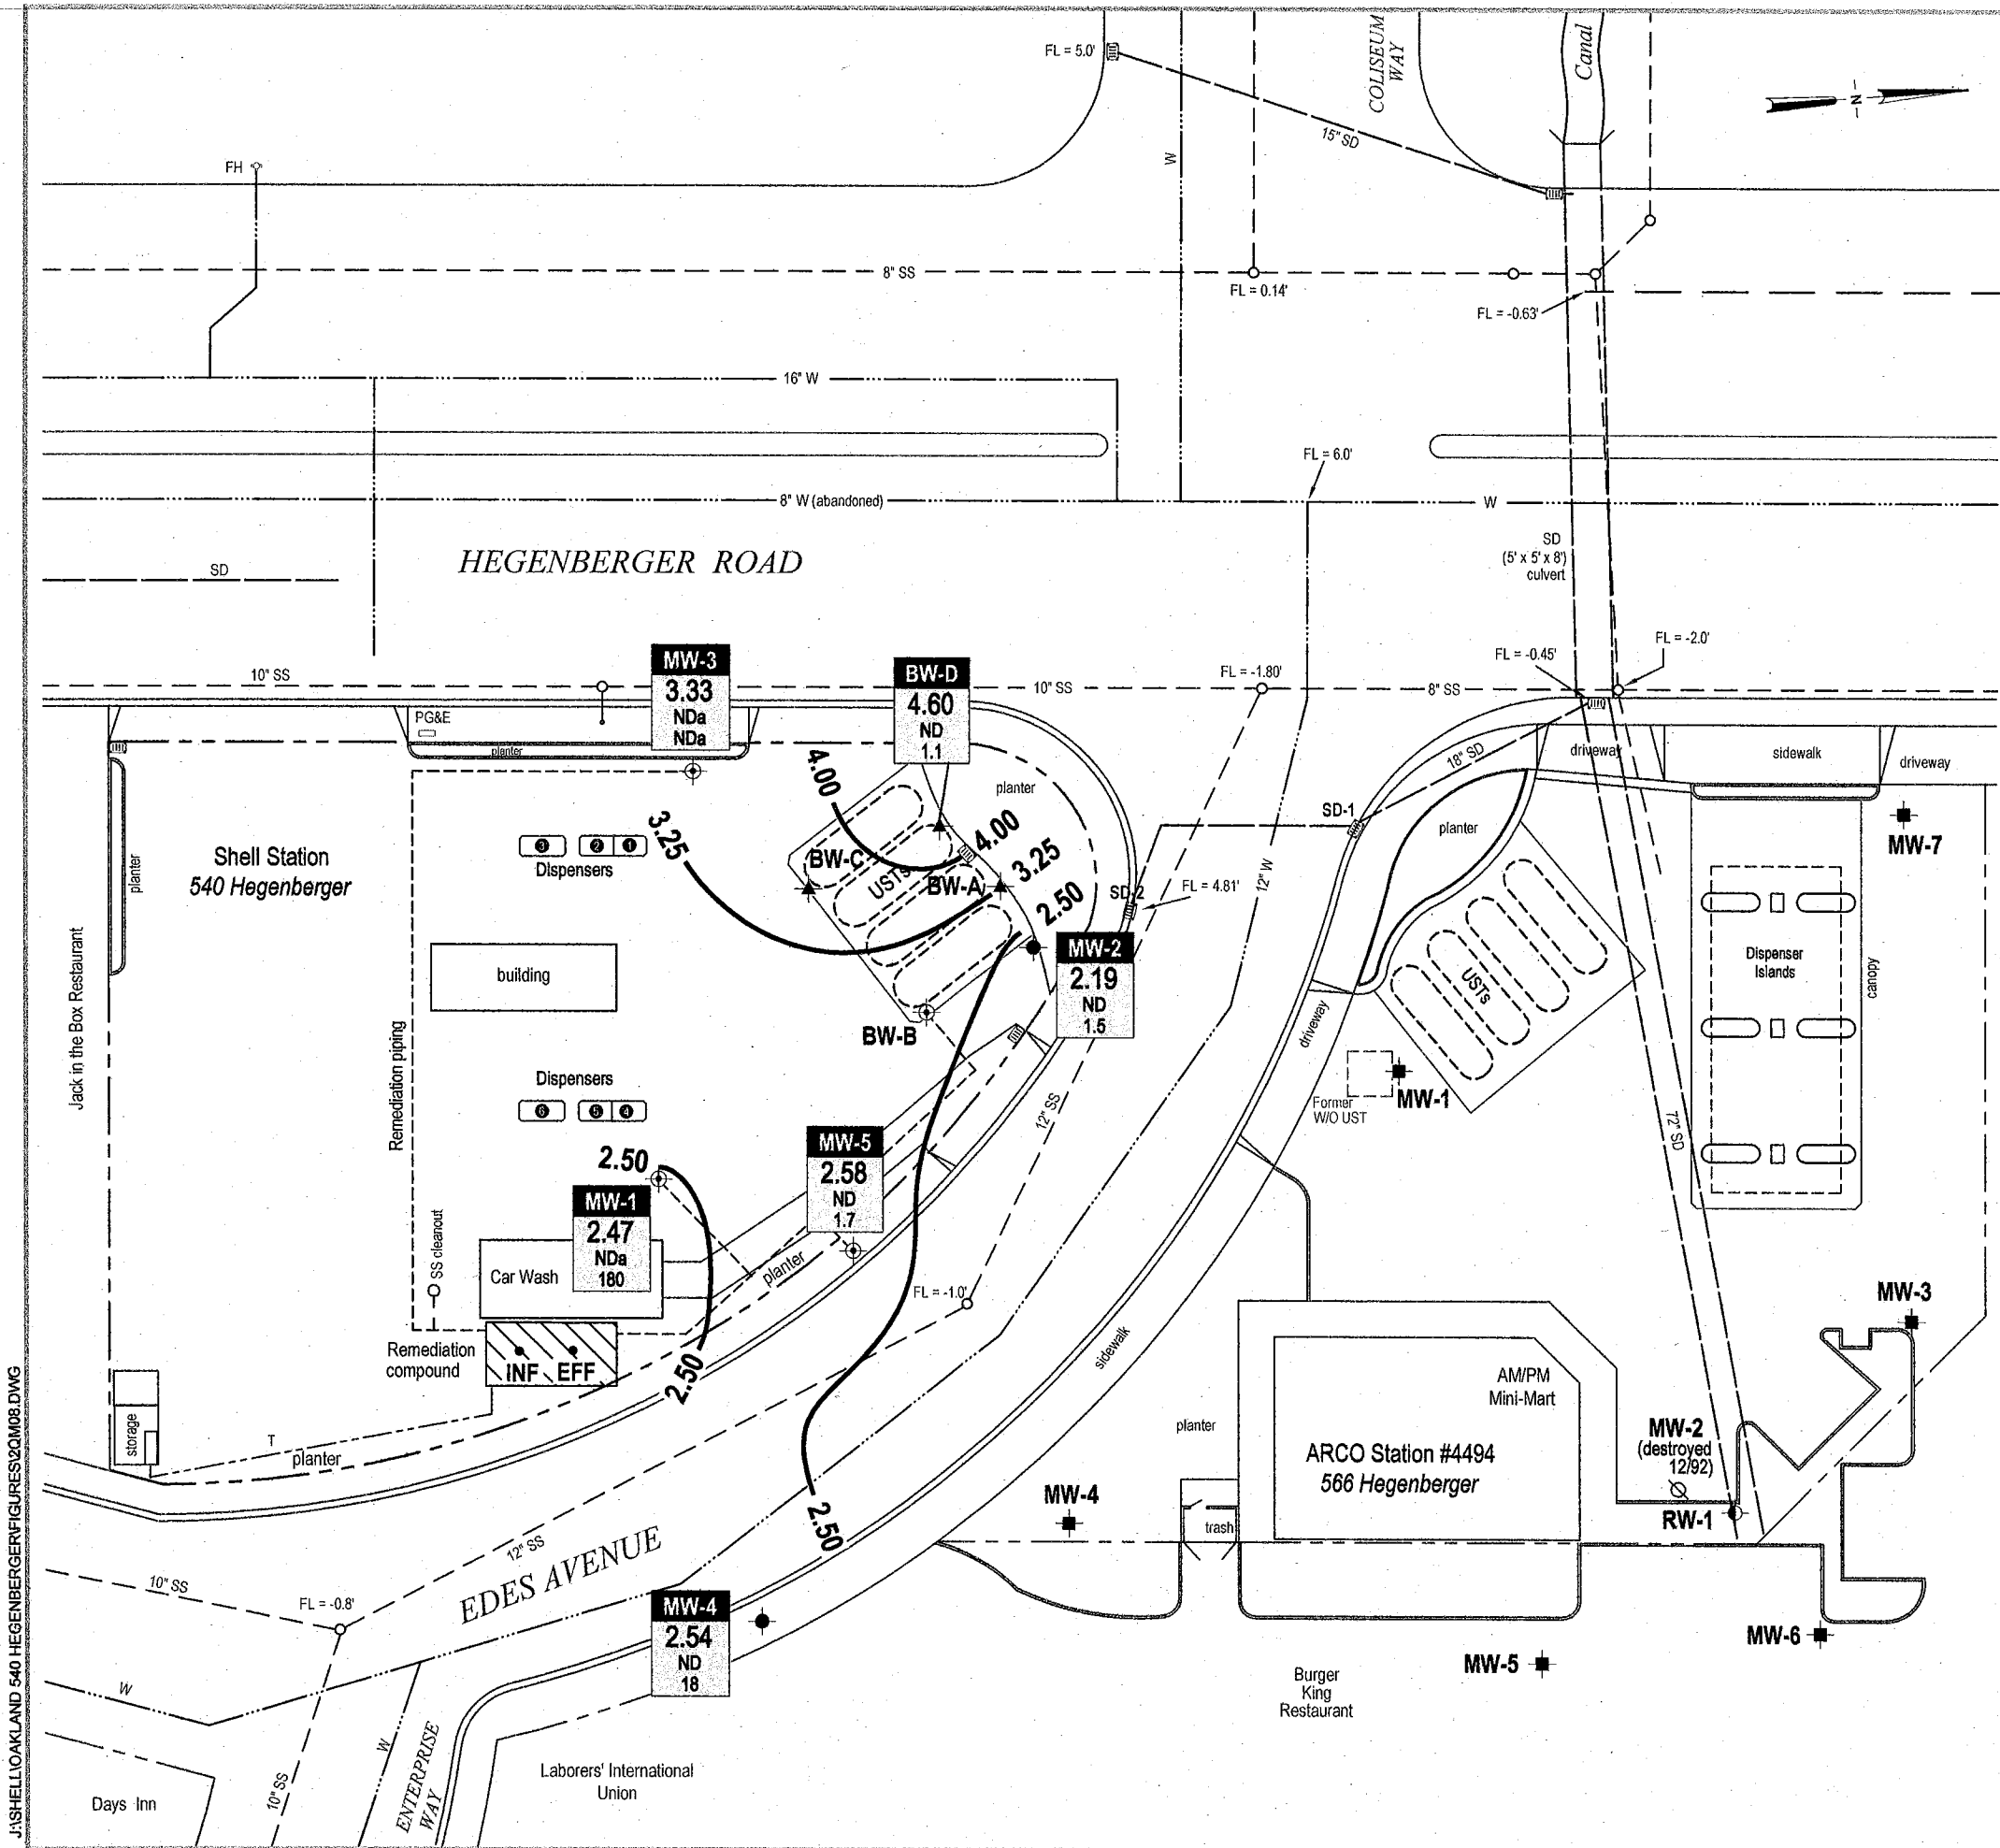 FL = 5.0'
COLISEUM
WAY
Canal
N
15" SD
W
FH
8" SS
FL = 0.14'
FL = -0.63'
16" W
FL = 6.0'
8" W (abandoned)
W
HEGENBERGER ROAD
SD
SD
(5' x 5' x 8')
culvert
FL = -2.0'
FL = -0.45'
FL = -1.80'
10" SS
10" SS
8" SS
MW-3
3.33
NDa
NDa
BW-D
4.60
ND
1.1
PG&E
planter
planter
4.00
4.00
3.25
3.25
2.50
18" SD
driveway
sidewalk
driveway
SD-1
planter
MW-7
Shell Station
540 Hegenberger
planter
3
2
1
Dispensers
BW-C
USTs
BW-A
SD-2
FL = 4.81'
12" W
MW-2
2.19
ND
1.5
building
BW-B
Jack in the Box Restaurant
Remediation piping
USTs
Dispenser
Islands
canopy
driveway
Former
W/O UST
MW-1
12" SS
72" SD
Dispensers
6
5
4
2.50
MW-5
2.58
ND
1.7
MW-1
2.47
NDa
180
Car Wash
SS cleanout
planter
FL = -1.0'
MW-3
Remediation
compound
INF
EFF
2.50
sidewalk
AM/PM
Mini-Mart
planter
ARCO Station #4494
566 Hegenberger
MW-2
(destroyed
12/92)
RW-1
storage
T
planter
MW-4
trash
2.50
12" SS
EDES AVENUE
10" SS
FL = -0.8'
MW-4
2.54
ND
18
MW-6
MW-5
Burger
King
Restaurant
W
W
ENTERPRISE
WAY
Laborers' International
Union
Days Inn
10" SS
J:\SHELL\OAKLAND 540 HEGENBERGER\FIGURES\2QM08.DWG